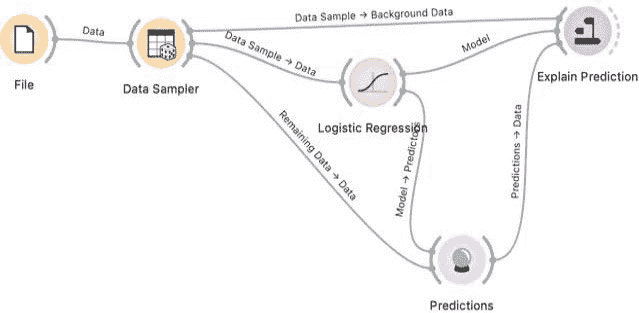 Data Sample → Background Data
Data
Data Sample → Data
Model
File
Data Sampler
Explain Prediction
Logistic Regression
Remaining Data → Data
Model → Predictors
Predictions → Data
Predictions